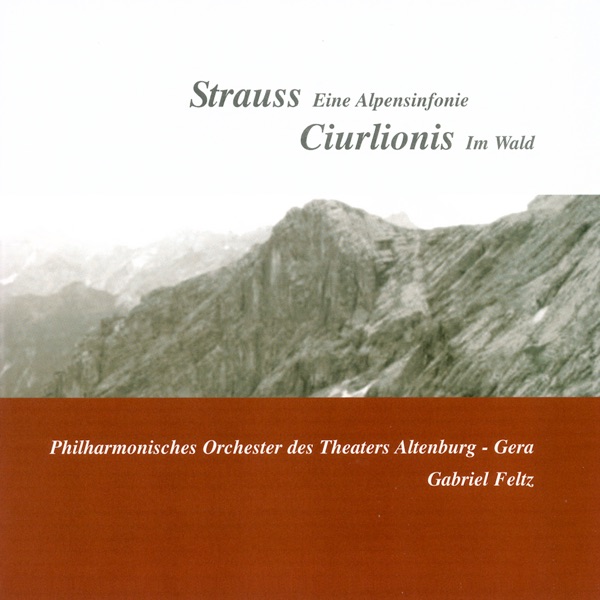 Strauss Eine Alpensinfonie
Ciurlionis Im Wald
Philharmonisches Orchester des Theaters Altenburg - Gera
Gabriel Feltz